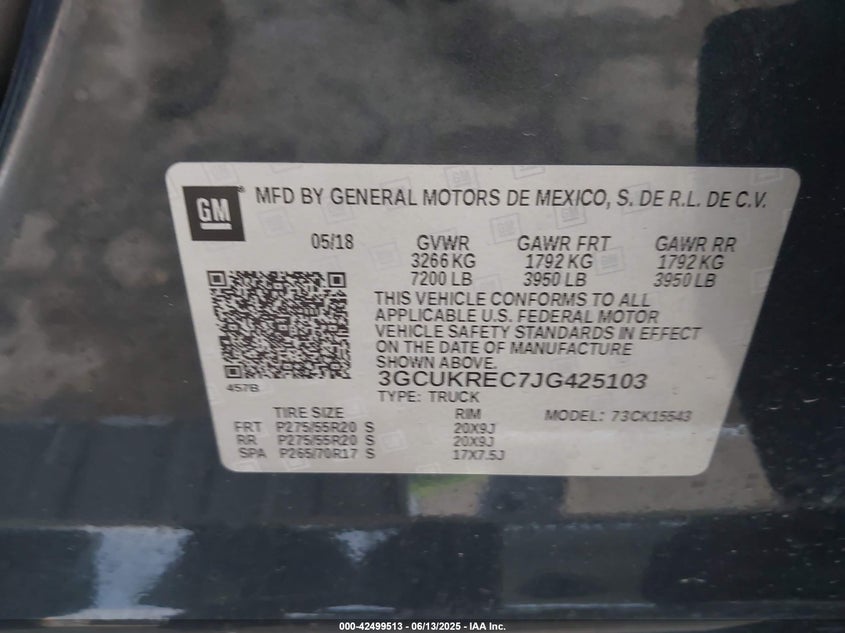 GM
MFD BY GENERAL MOTORS DE MEXICO, S. DE R.L. DE C.V.
05/18 GVWR GAWR FRT GAWR RR
3266 KG 1792 KG 1792 KG
7200 LB 3950 LB 3950 LB
THIS VEHICLE CONFORMS TO ALL
APPLICABLE U.S. FEDERAL MOTOR
VEHICLE SAFETY STANDARDS IN EFFECT
ON THE DATE OF MANUFACTURE
SHOWN ABOVE.
457B
3GCUKREC7JG425103
TYPE: TRUCK
TIRE SIZE RIM MODEL: 73CK15543
FRT P275/55R20 S 20X9J
RR P275/55R20 S 20X9J
SPA P265/70R17 S 17X7.5J
000-42499513 - 06/13/2025 - IAA Inc.